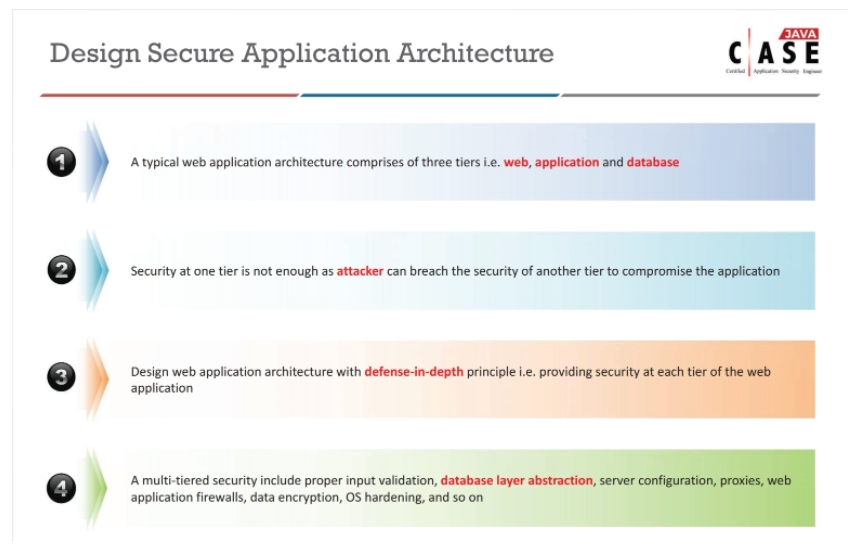 Design Secure Application Architecture
JAVA
CASE
Certified Application Security Engineer
1
A typical web application architecture comprises of three tiers i.e. web, application and database
2
Security at one tier is not enough as attacker can breach the security of another tier to compromise the application
3
Design web application architecture with defense-in-depth principle i.e. providing security at each tier of the web
application
4
A multi-tiered security include proper input validation, database layer abstraction, server configuration, proxies, web
application firewalls, data encryption, OS hardening, and so on